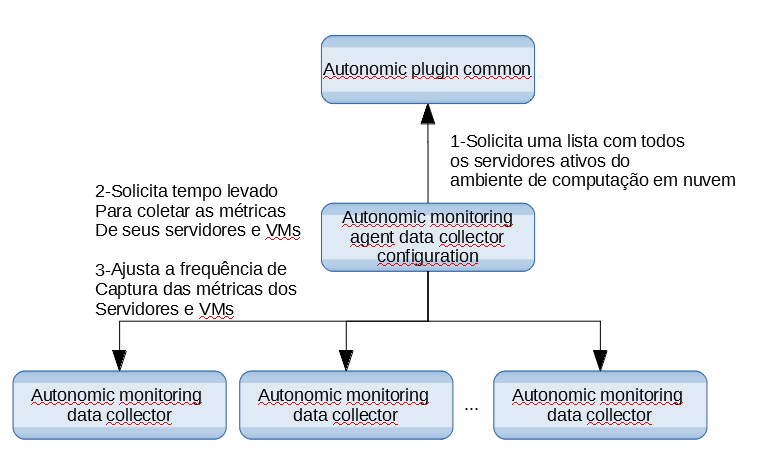 Autonomic plugin common
1-Solicita uma lista com todos
os servidores ativos do
ambiente de computação em nuvem
2-Solicita tempo levado
Para coletar as métricas
De seus servidores e VMs
Autonomic monitoring
agent data collector
configuration
3-Ajusta a frequência de
Captura das métricas dos
Servidores e VMs
Autonomic monitoring
data collector
Autonomic monitoring
data collector
...
Autonomic monitoring
data collector